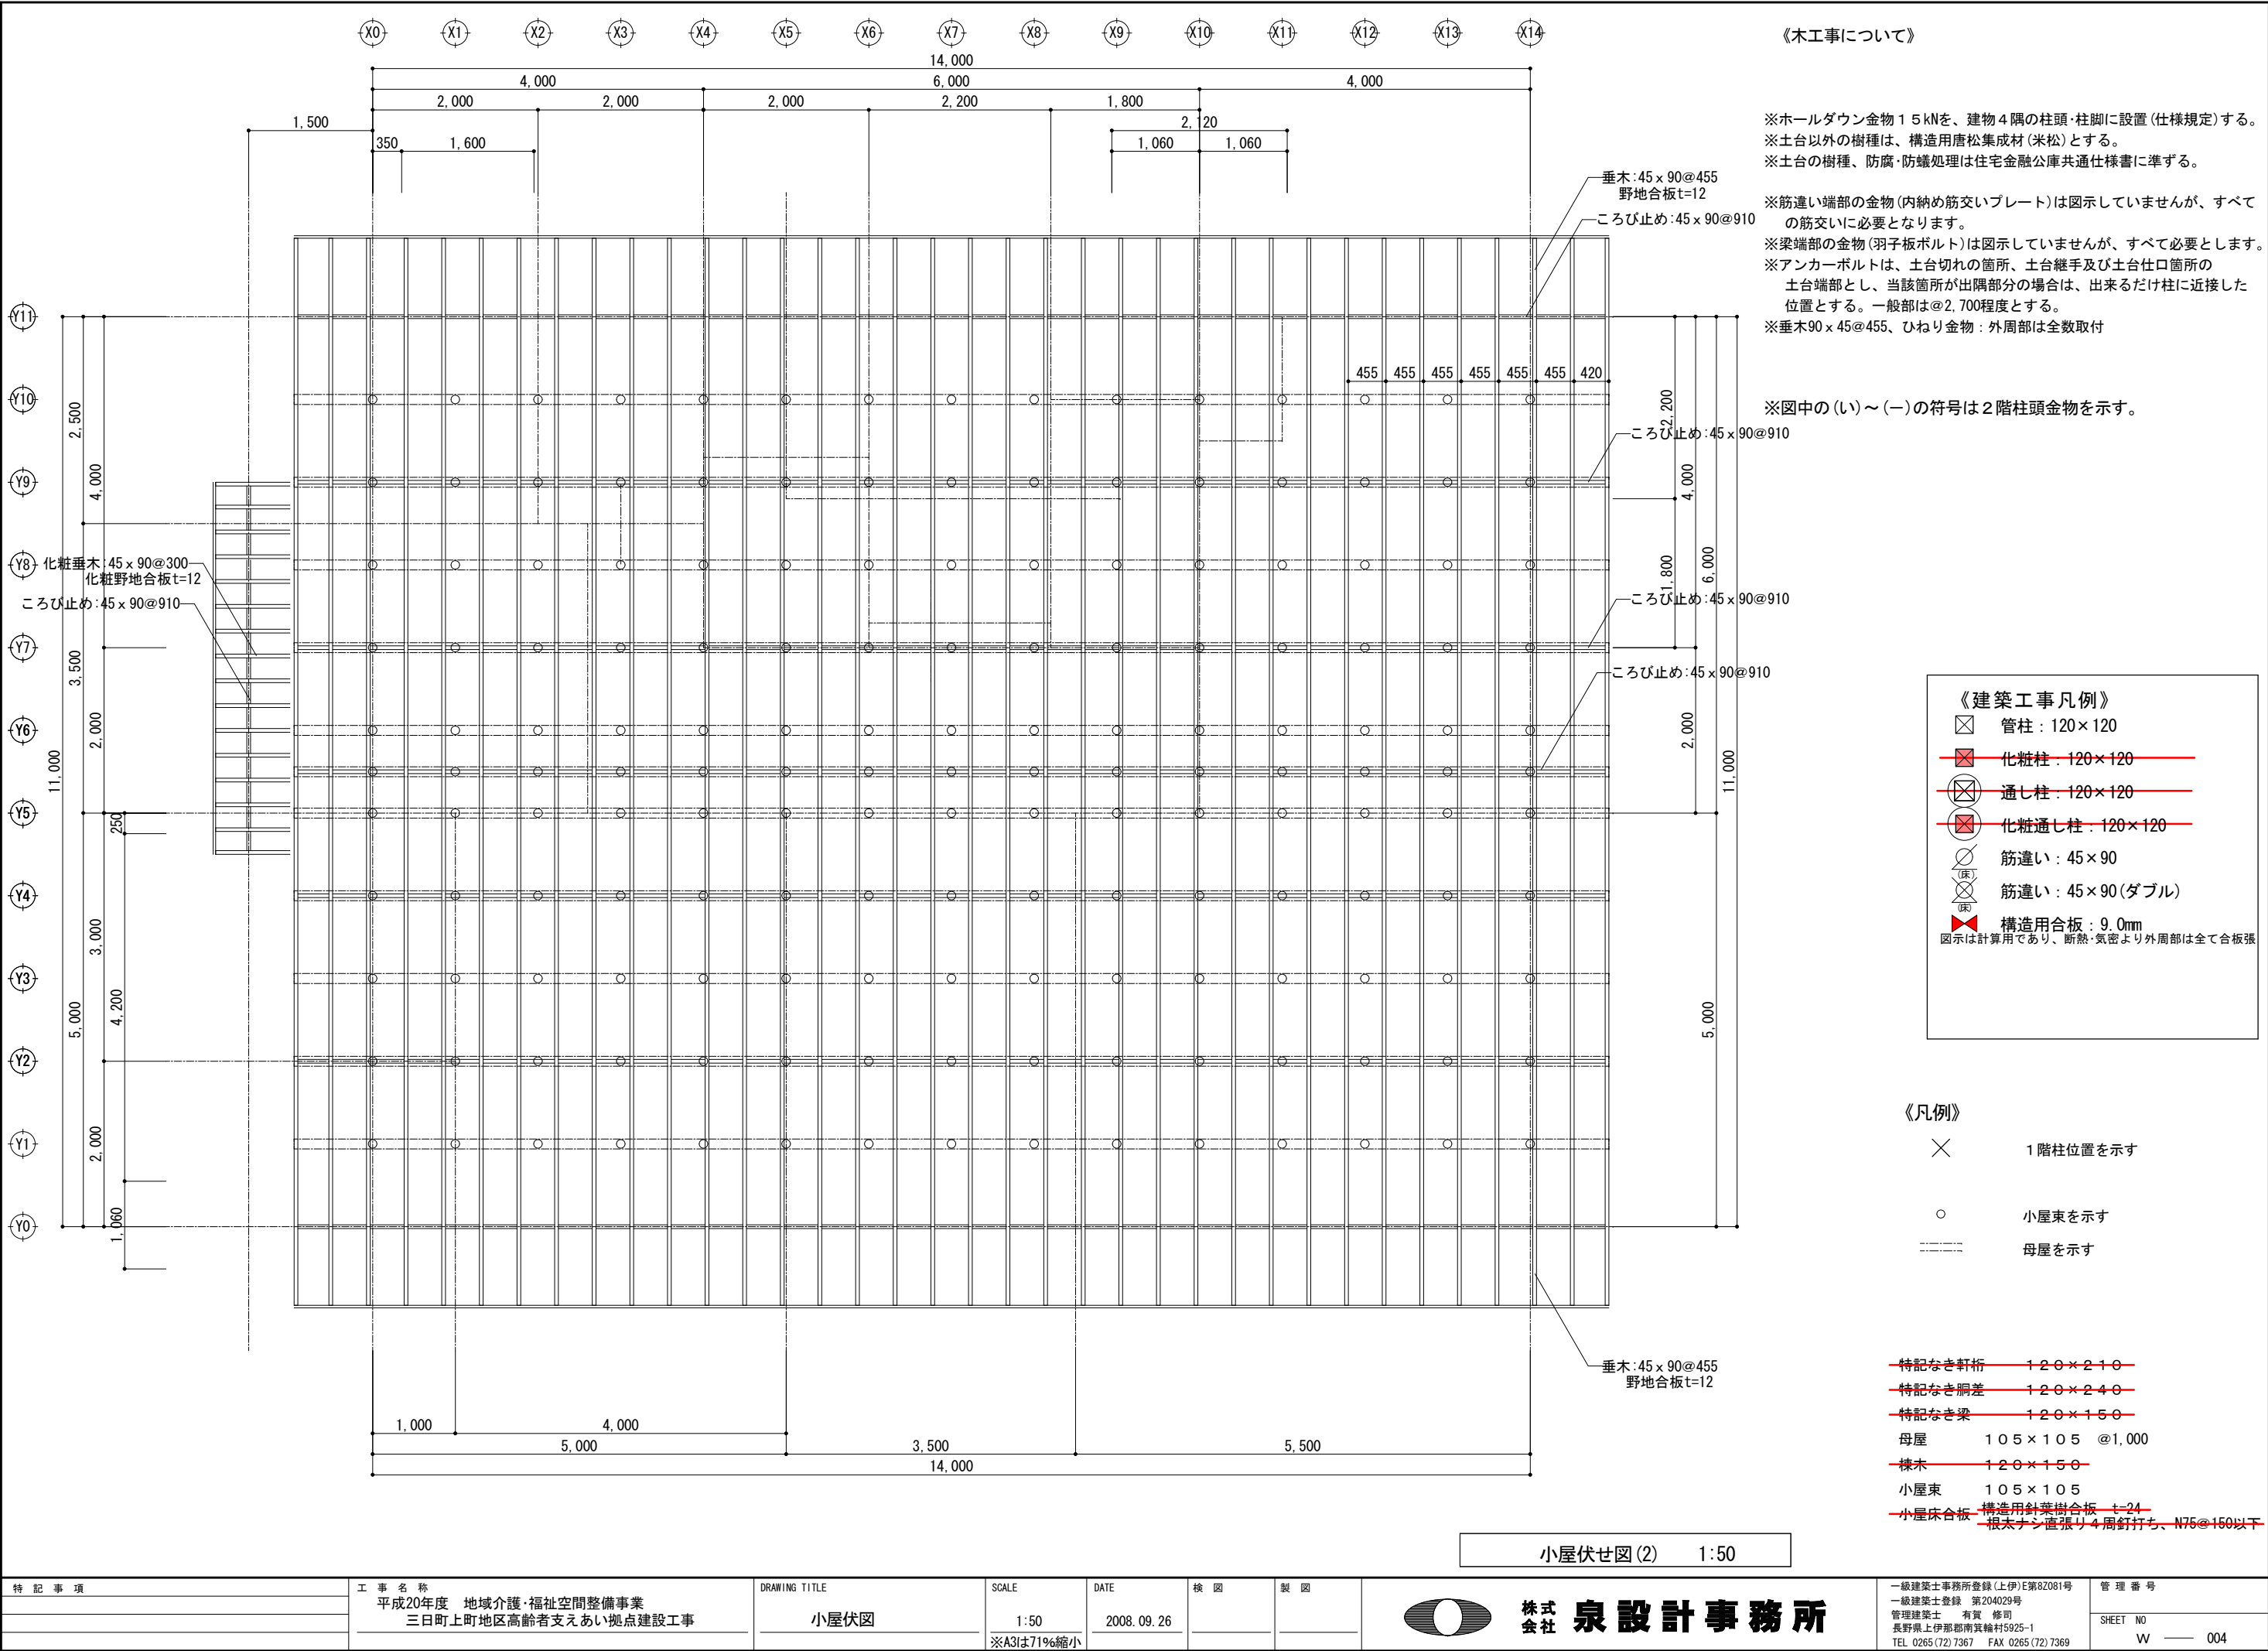 X0 X1 X2 X3 X4 X5 X6 X7 X8 X9 X10 X11 X12 X13 X14
14,000
4,000 6,000 4,000
2,000 2,000 2,000 2,200 1,800
1,500 2,120
350 1,600 1,060 1,060
垂木:45x90@455
野地合板t=12
ころび止め:45x90@910
Y11
Y10
Y9
Y8
Y7
Y6
Y5
Y4
Y3
Y2
Y1
Y0
11,000
2,500
3,500
5,000
4,000
2,000
3,000
2,000
250
4,200
1,060
化粧垂木:45x90@300
化粧野地合板t=12
ころび止め:45x90@910
455 455 455 455 455 455 420
ころび止め:45x90@910
ころび止め:45x90@910
ころび止め:45x90@910
2,200
1,800
4,000
2,000
6,000
5,000
11,000
垂木:45x90@455
野地合板t=12
1,000 4,000
5,000 3,500 5,500
14,000
《木工事について》
※ホールダウン金物15kNを、建物4隅の柱頭・柱脚に設置(仕様規定)する。
※土台以外の樹種は、構造用唐松集成材(米松)とする。
※土台の樹種、防腐・防蟻処理は住宅金融公庫共通仕様書に準ずる。
※筋違い端部の金物(内納め筋交いプレート)は図示していませんが、すべて
の筋交いに必要となります。
※梁端部の金物(羽子板ボルト)は図示していませんが、すべて必要とします。
※アンカーボルトは、土台切れの箇所、土台継手及び土台仕口箇所の
土台端部とし、当該箇所が出隅部分の場合は、出来るだけ柱に近接した
位置とする。一般部は@2,700程度とする。
※垂木90x45@455、ひねり金物：外周部は全数取付
※図中の(い)～(ー)の符号は2階柱頭金物を示す。
《建築工事凡例》
管柱：120×120
化粧柱：120×120
通し柱：120×120
化粧通し柱：120×120
筋違い：45×90
(床)
筋違い：45×90(ダブル)
(床)
構造用合板：9.0mm
図示は計算用であり、断熱・気密より外周部は全て合板張
《凡例》
1階柱位置を示す
小屋束を示す
母屋を示す
特記なき軒桁 120×210
特記なき胴差 120×240
特記なき梁 120×150
母屋 105×105 @1,000
棟木 120×150
小屋束 105×105
小屋床合板 構造用針葉樹合板 t=24
根太ナシ直張り4周釘打ち、N75@150以下
小屋伏せ図(2) 1:50
特記事項
工事名称
平成20年度 地域介護・福祉空間整備事業
三日町上町地区高齢者支えあい拠点建設工事
DRAWING TITLE
小屋伏図
SCALE
1:50
※A3は71%縮小
DATE
2008.09.26
検図
製図
株式会社 泉設計事務所
一級建築士事務所登録(上伊)E第8Z081号
一級建築士登録 第204029号
管理建築士 有賀 修司
長野県上伊那郡南箕輪村5925-1
TEL 0265(72)7367 FAX 0265(72)7369
管理番号
SHEET NO
W — 004